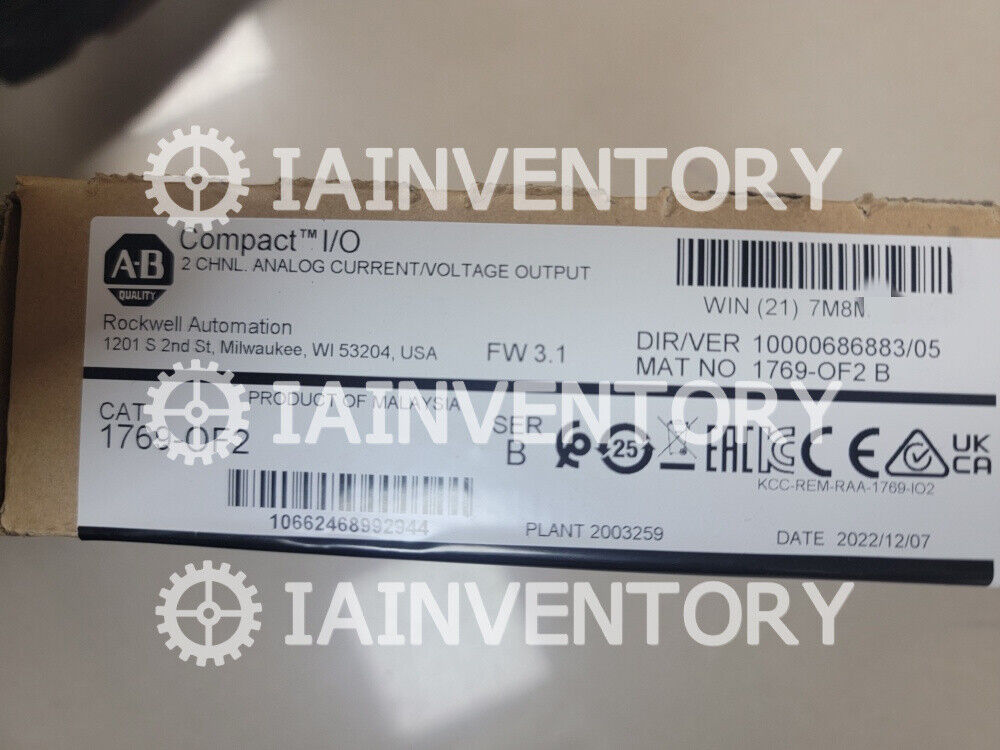 IAINVENTORY
Compact™ I/O
2 CHNL. ANALOG CURRENT/VOLTAGE OUTPUT
A-B
QUALITY
WIN (21) 7M8N
Rockwell Automation
1201 S 2nd St, Milwaukee, WI 53204, USA
FW 3.1
DIR/VER 10000686883/05
MAT NO 1769-OF2 B
PRODUCT OF MALAYSIA
IAINVENTORY
CAT
1769-OF2
SER
B
25
EAC
KC
CE
UK
CA
KCC-REM-RAA-1769-IO2
10662468992944
PLANT 2003259
DATE 2022/12/07
IAINVENTORY